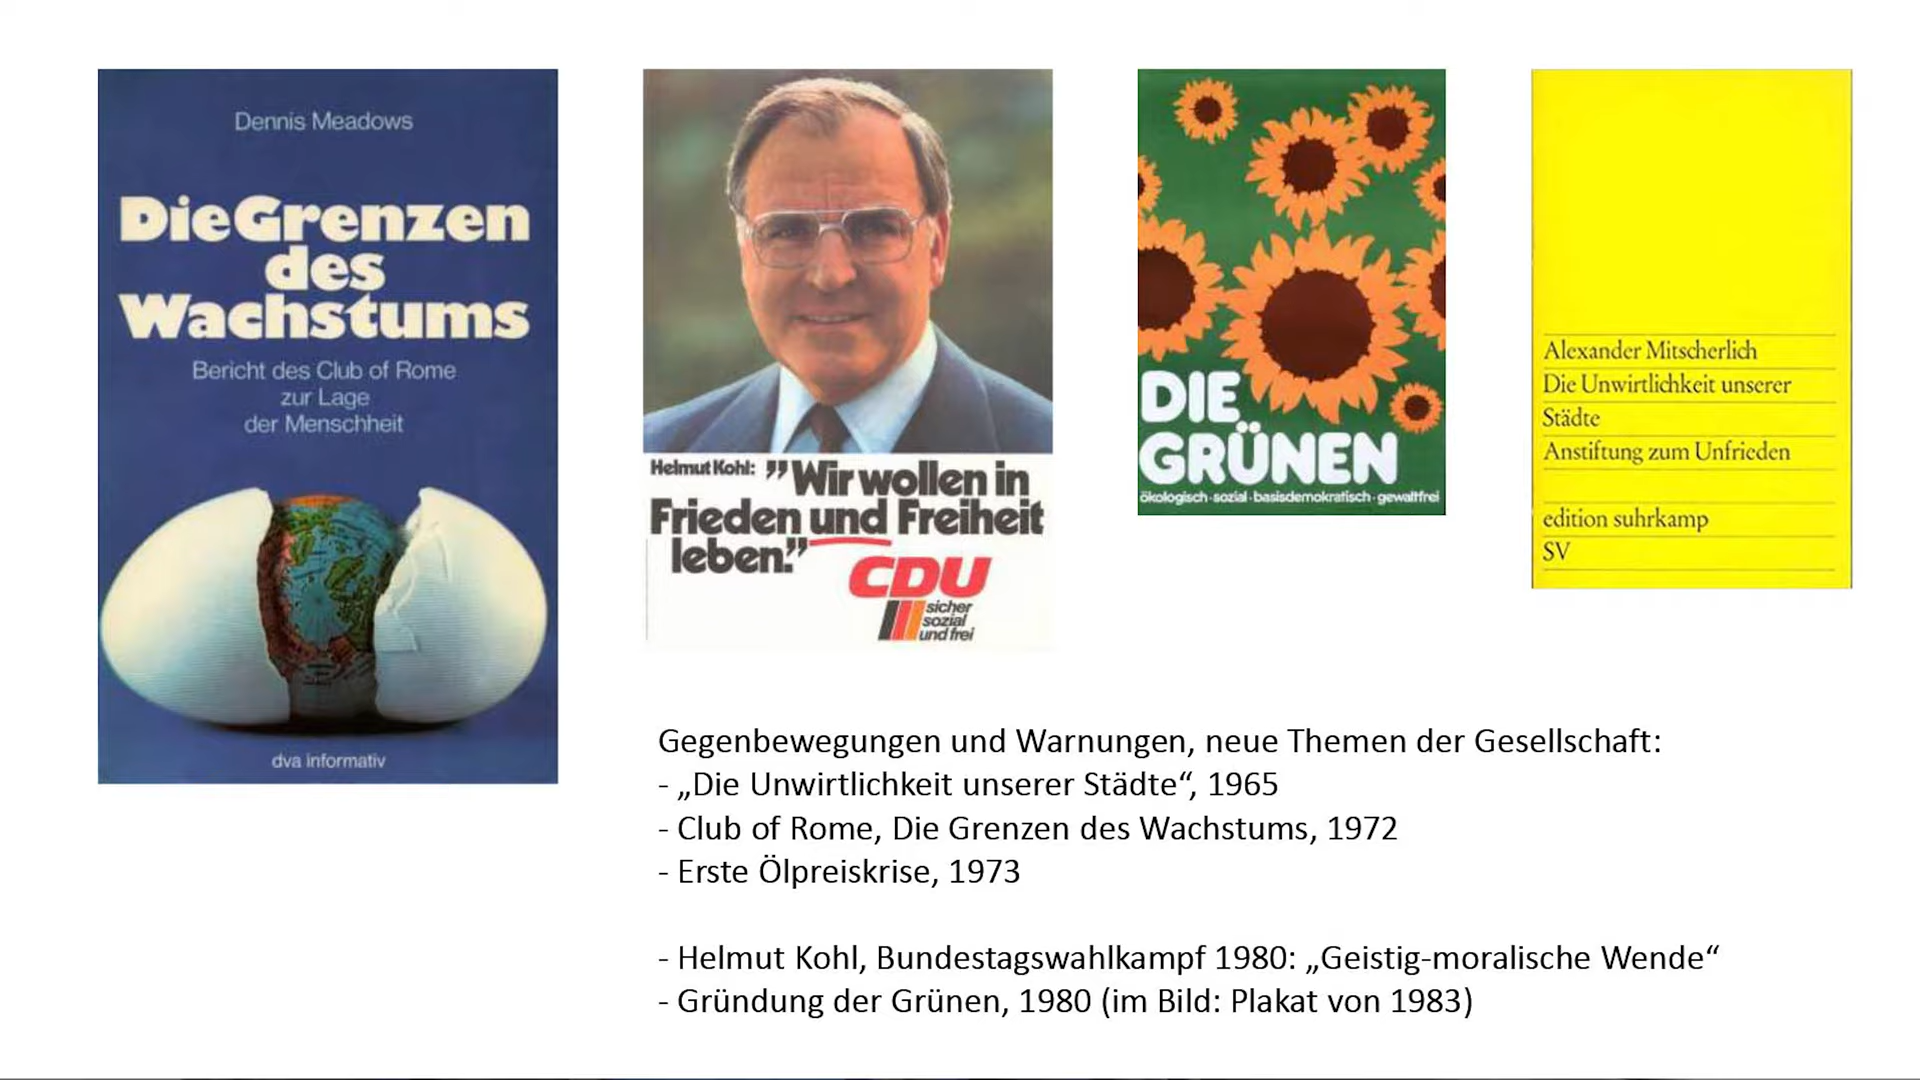 Dennis Meadows
Die Grenzen
des
Wachstums
Bericht des Club of Rome
zur Lage
der Menschheit
dva informativ
Helmut Kohl: ”Wir wollen in
Frieden und Freiheit
leben.”
CDU
sicher
sozial
und frei
DIE
GRÜNEN
ökologisch · sozial · basisdemokratisch · gewaltfrei
Alexander Mitscherlich
Die Unwirtlichkeit unserer
Städte
Anstiftung zum Unfrieden
edition suhrkamp
SV
Gegenbewegungen und Warnungen, neue Themen der Gesellschaft:
- „Die Unwirtlichkeit unserer Städte“, 1965
- Club of Rome, Die Grenzen des Wachstums, 1972
- Erste Ölpreiskrise, 1973
- Helmut Kohl, Bundestagswahlkampf 1980: „Geistig-moralische Wende“
- Gründung der Grünen, 1980 (im Bild: Plakat von 1983)